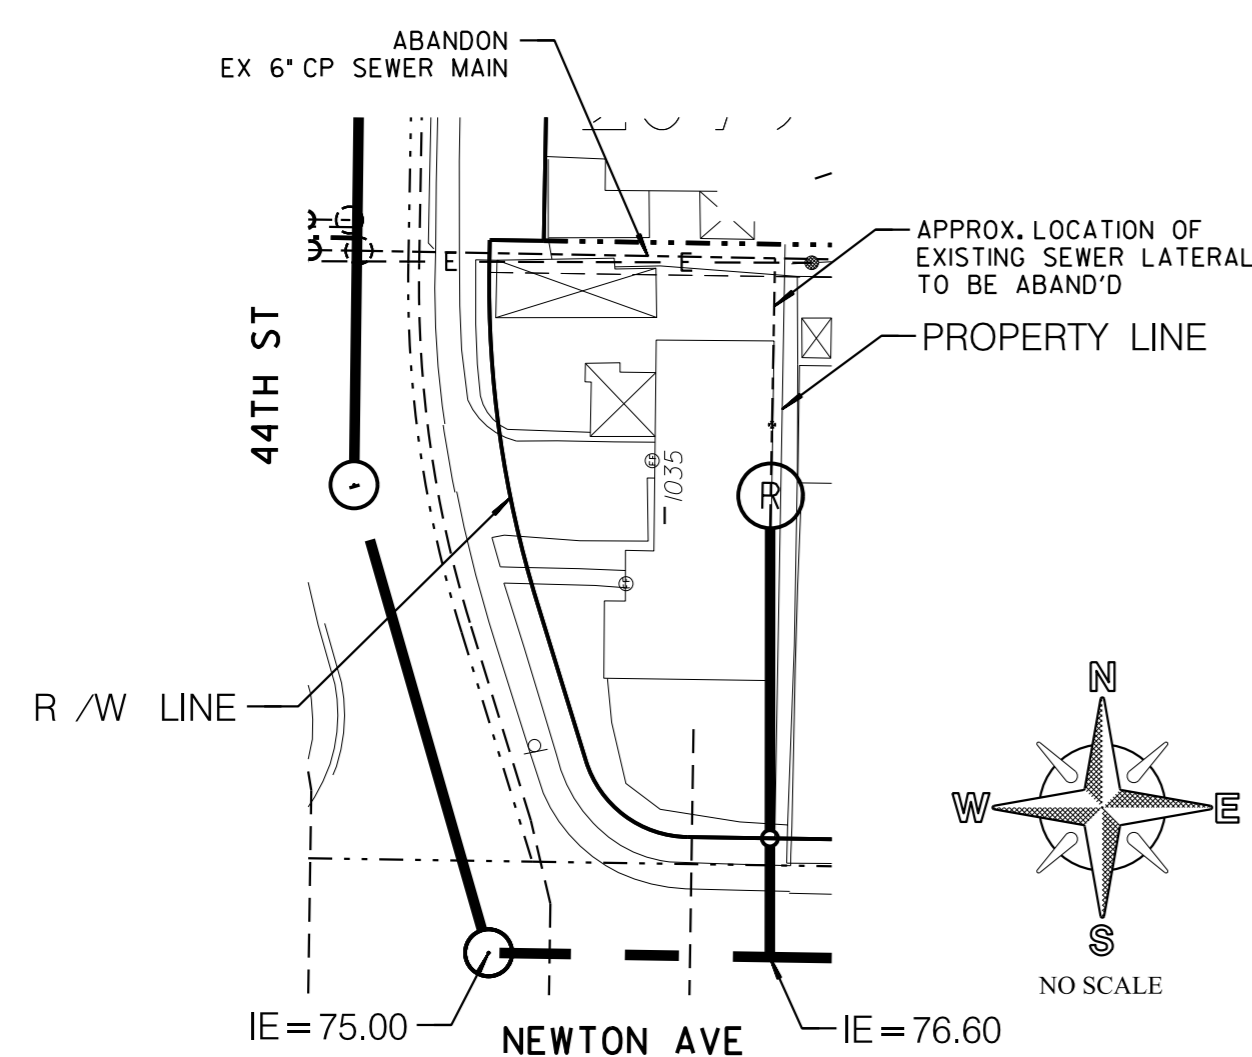 ABANDON
EX 6" CP SEWER MAIN
APPROX. LOCATION OF
EXISTING SEWER LATERAL
TO BE ABAND'D
E
E
PROPERTY LINE
44TH ST
1035
R
R /W LINE
N
W
E
S
NO SCALE
IE = 75.00
NEWTON AVE
IE = 76.60